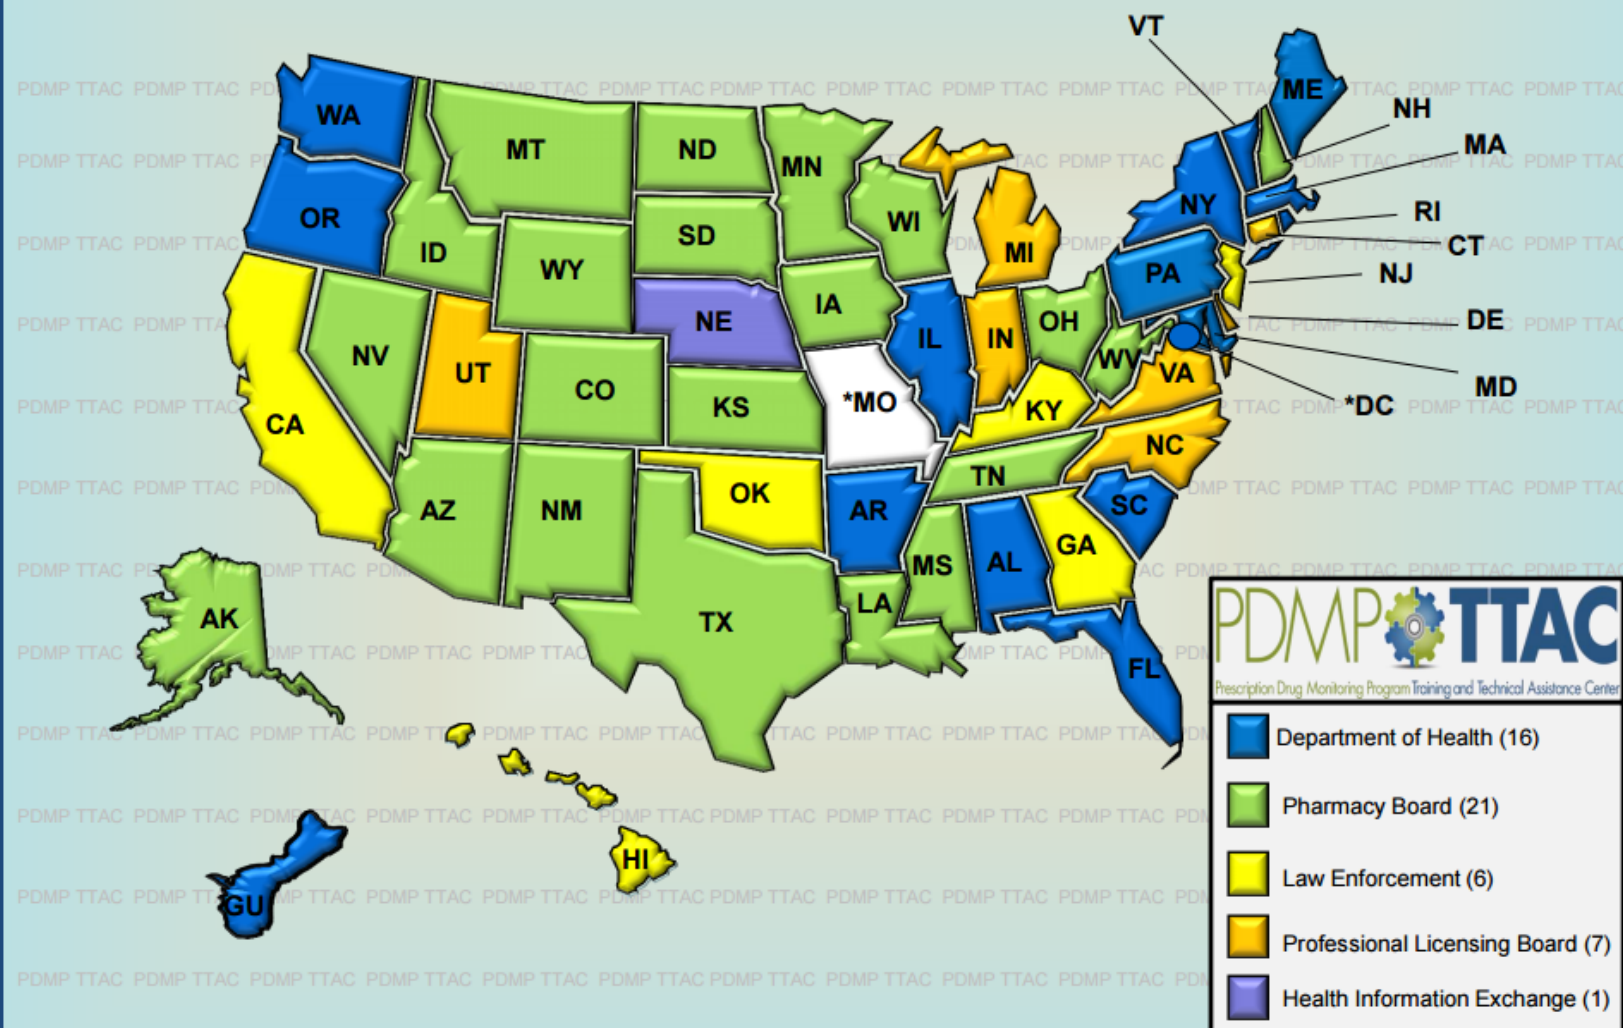 VT
ME
WA
NH
MT
ND
MN
MA
OR
NY
RI
WI
SD
CT
ID
MI
WY
PA
NJ
IA
NE
OH
DE
IL
IN
NV
WV
UT
VA
CO
MD
*MO
KS
*DC
KY
CA
NC
TN
OK
SC
AZ
NM
AR
GA
MS
AL
LA
AK
TX
FL
HI
GU
PDMP TTAC
Prescription Drug Monitoring Program Training and Technical Assistance Center
Department of Health (16)
Pharmacy Board (21)
Law Enforcement (6)
Professional Licensing Board (7)
Health Information Exchange (1)